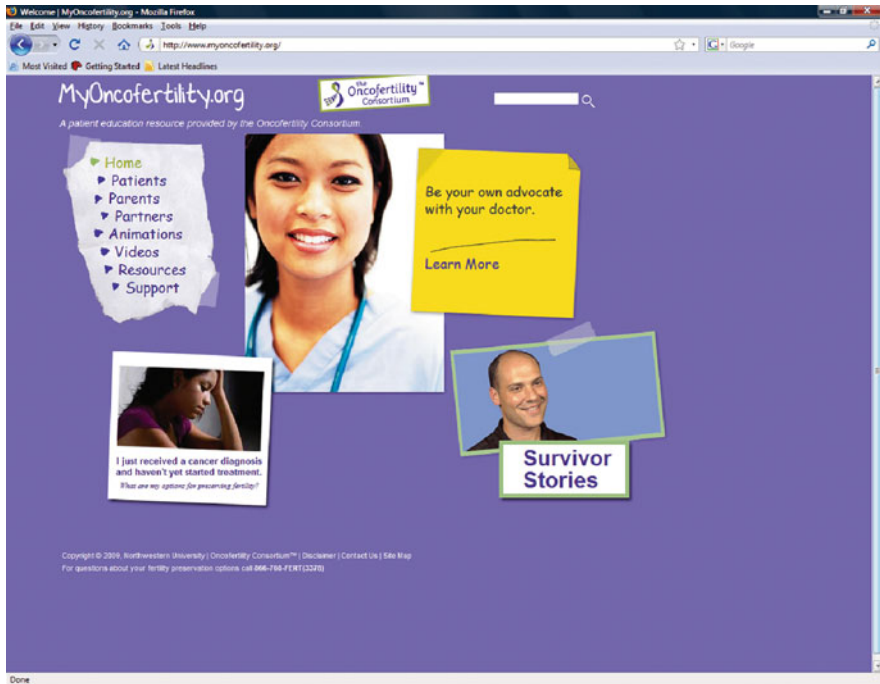 Welcome | MyOncofertility.org - Mozilla Firefox
File Edit View History Bookmarks Tools Help
http://www.myoncofertility.org/
Google
Most Visited Getting Started Latest Headlines
MyOncofertility.org
the
Oncofertility™
Consortium
A patient education resource provided by the Oncofertility Consortium
Home
Patients
Parents
Partners
Animations
Videos
Resources
Support
Be your own advocate
with your doctor.
Learn More
I just received a cancer diagnosis
and haven't yet started treatment.
What are my options for preserving fertility?
Survivor
Stories
Copyright © 2009, Northwestern University | Oncofertility Consortium™ | Disclaimer | Contact Us | Site Map
For questions about your fertility preservation options call 866-708-FERT(3378)
Done